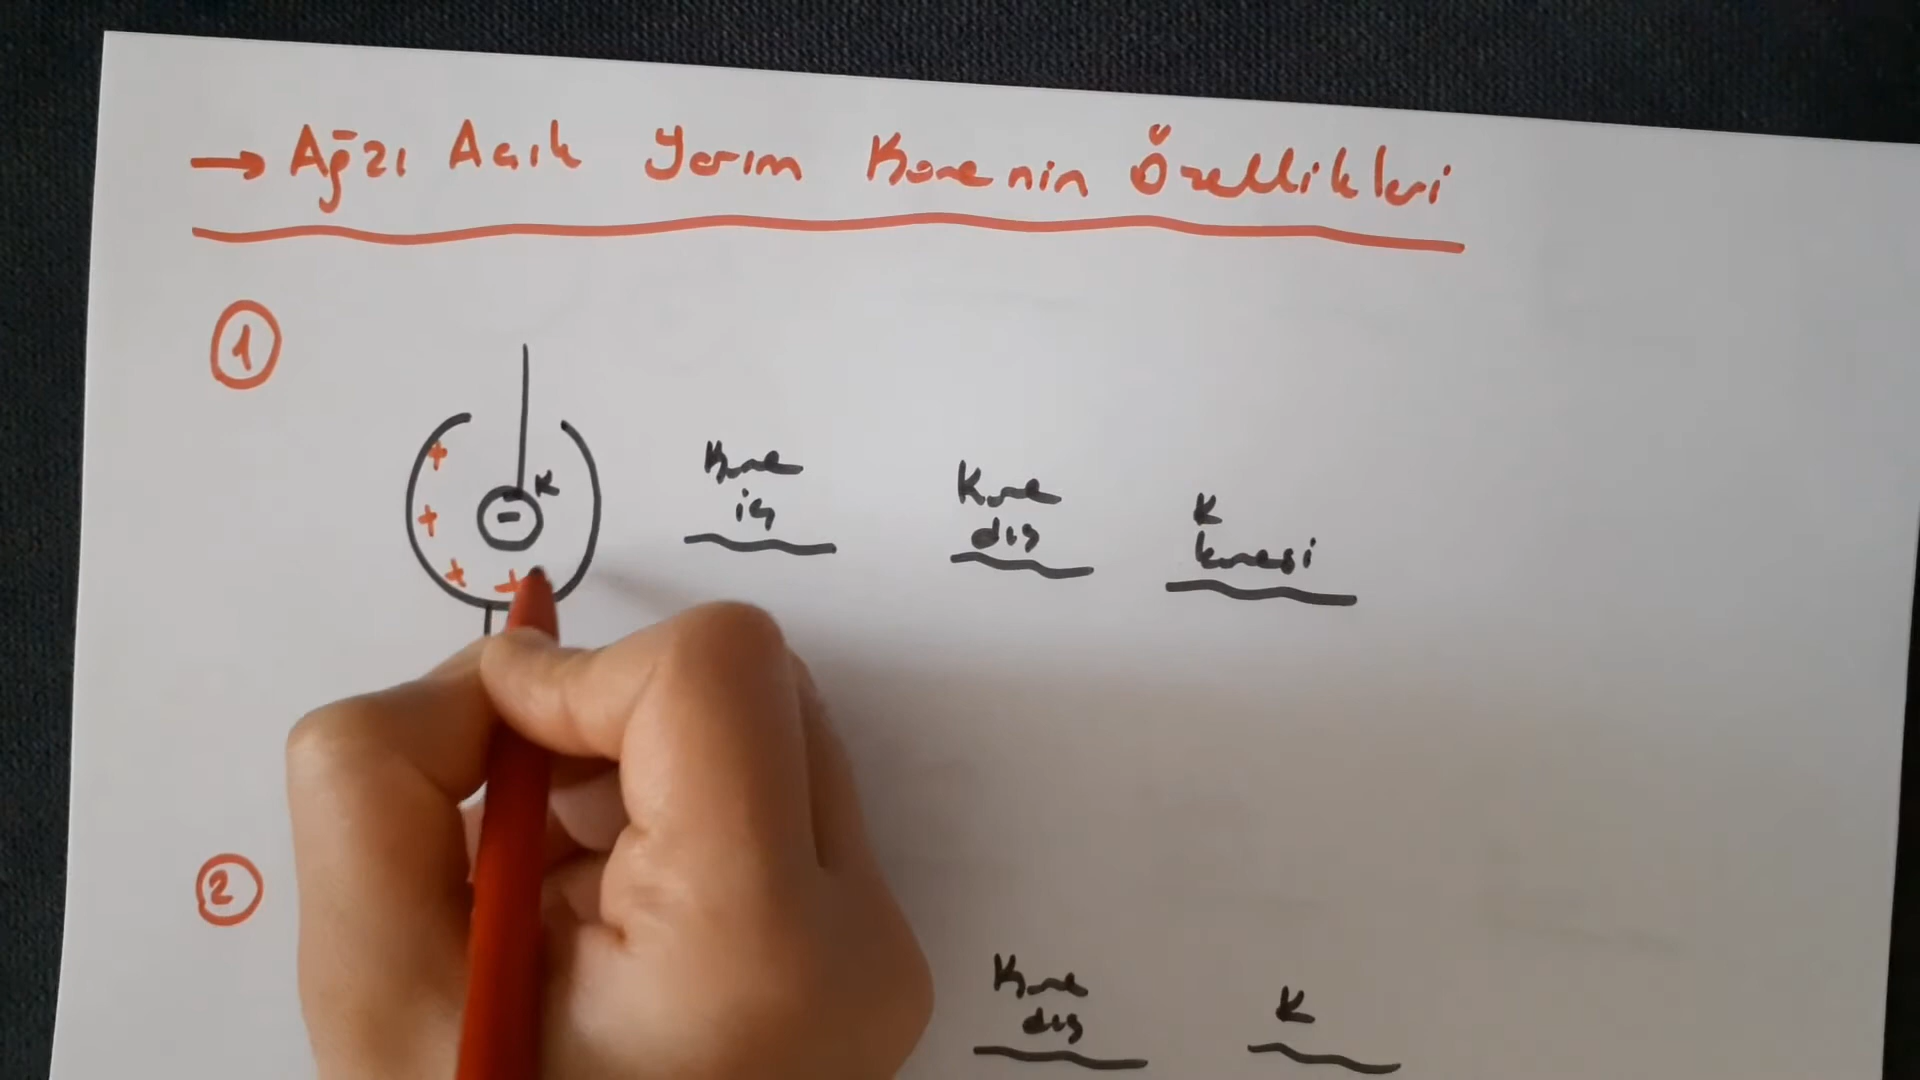 → Ağzı Açık Yarım Kürenin Özellikleri
1
+
+
+ +
K
-
Küre
iç
Küre
dış
K
küresi
2
Küre
dış
K